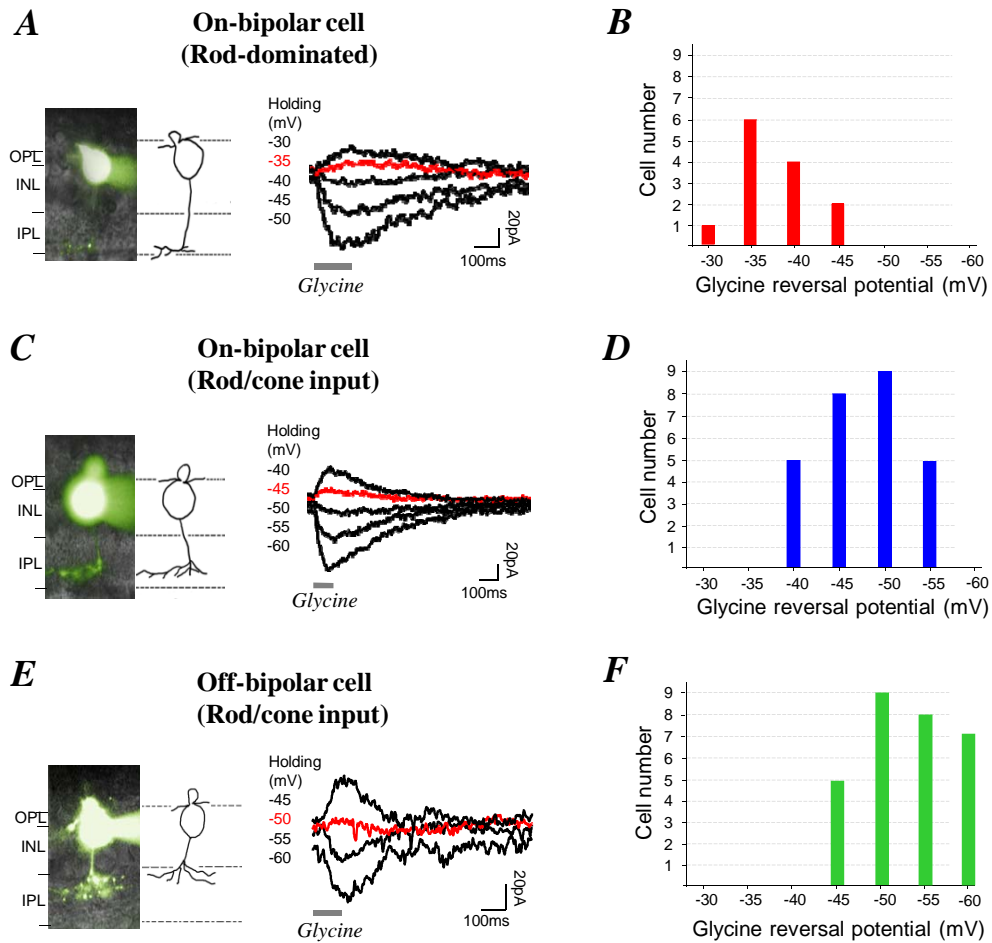 A
On-bipolar cell
(Rod-dominated)
OPL
INL
IPL
Holding
(mV)
-30
-35
-40
-45
-50
20pA
100ms
Glycine
B
Cell number
9
8
7
6
5
4
3
2
1
-30 -35 -40 -45 -50 -55 -60
Glycine reversal potential (mV)
C
On-bipolar cell
(Rod/cone input)
OPL
INL
IPL
Holding
(mV)
-40
-45
-50
-55
-60
20pA
100ms
Glycine
D
Cell number
9
8
7
6
5
4
3
2
1
-30 -35 -40 -45 -50 -55 -60
Glycine reversal potential (mV)
E
Off-bipolar cell
(Rod/cone input)
OPL
INL
IPL
Holding
(mV)
-45
-50
-55
-60
20pA
100ms
Glycine
F
Cell number
9
8
7
6
5
4
3
2
1
-30 -35 -40 -45 -50 -55 -60
Glycine reversal potential (mV)